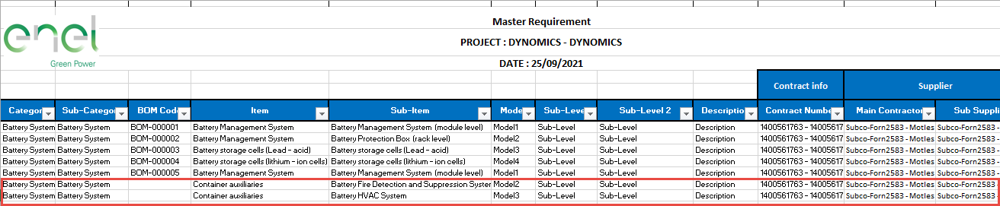 enel
Green Power
Master Requirement
PROJECT : DYNOMICS - DYNOMICS
DATE : 25/09/2021
Contract info Supplier
Categor Sub-Catego BOM Cod Item Sub-Item Mode Sub-Leve Sub-Level 2 Descriptio Contract Numbe Main Contractor Sub Suppli
Battery System Battery System BOM-000001 Battery Management System Battery Management System (module level) Model1 Sub-Level Sub-Level Description 1400561763 - 14005617 Subco-Forn2583 - Motles Subco-Forn2583 -
Battery System Battery System BOM-000002 Battery Management System Battery Protection Box (rack level) Model2 Sub-Level Sub-Level Description 1400561763 - 14005617 Subco-Forn2583 - Motles Subco-Forn2583 -
Battery System Battery System BOM-000003 Battery storage cells (Lead - acid) Battery storage cells (Lead - acid) Model3 Sub-Level Sub-Level Description 1400561763 - 14005617 Subco-Forn2583 - Motles Subco-Forn2583 -
Battery System Battery System BOM-000004 Battery storage cells (lithium - ion cells) Battery storage cells (lithium - ion cells) Model4 Sub-Level Sub-Level Description 1400561763 - 14005617 Subco-Forn2583 - Motles Subco-Forn2583 -
Battery System Battery System BOM-000005 Battery Management System Battery Management System (module level) Model1 Sub-Level Sub-Level Description 1400561763 - 14005617 Subco-Forn2583 - Motles Subco-Forn2583 -
Battery System Battery System Container auxiliaries Battery Fire Detection and Suppression System Model2 Sub-Level Sub-Level Description 1400561763 - 14005617 Subco-Forn2583 - Motles Subco-Forn2583 -
Battery System Battery System Container auxiliaries Battery HVAC System Model3 Sub-Level Sub-Level Description 1400561763 - 14005617 Subco-Forn2583 - Motles Subco-Forn2583 -